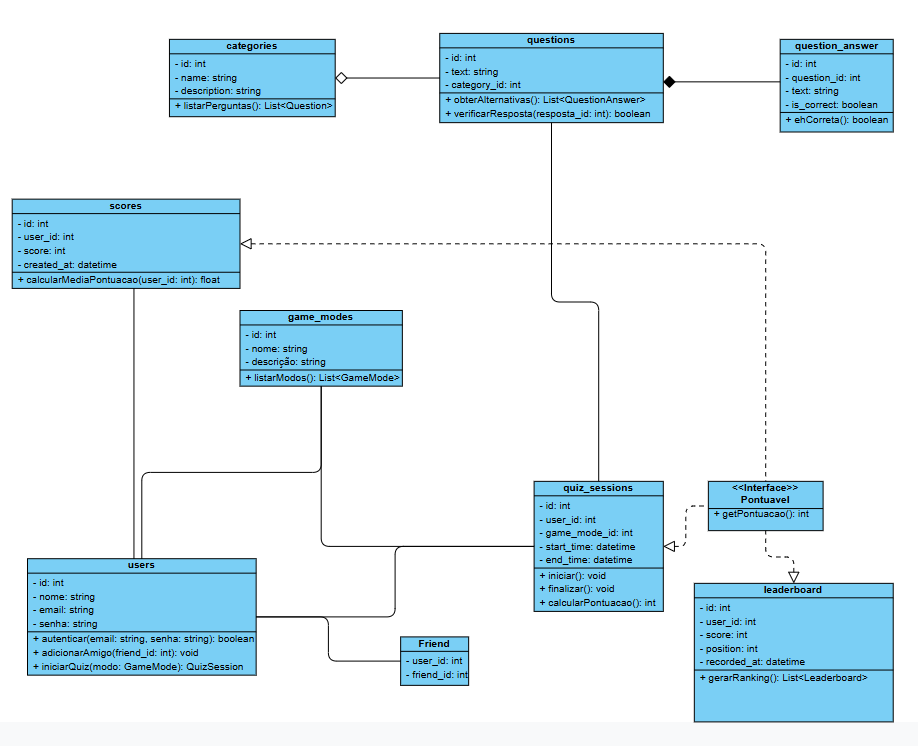 categories
- id: int
- name: string
- description: string
+ listarPerguntas(): List<Question>
questions
- id: int
- text: string
- category_id: int
+ obterAlternativas(): List<QuestionAnswer>
+ verificarResposta(resposta_id: int): boolean
question_answer
- id: int
- question_id: int
- text: string
- is_correct: boolean
+ ehCorreta(): boolean
scores
- id: int
- user_id: int
- score: int
- created_at: datetime
+ calcularMediaPontuacao(user_id: int): float
game_modes
- id: int
- nome: string
- descrição: string
+ listarModos(): List<GameMode>
quiz_sessions
- id: int
- user_id: int
- game_mode_id: int
- start_time: datetime
- end_time: datetime
+ iniciar(): void
+ finalizar(): void
+ calcularPontuacao(): int
<<Interface>>
Pontuavel
+ getPontuacao(): int
users
- id: int
- nome: string
- email: string
- senha: string
+ autenticar(email: string, senha: string): boolean
+ adicionarAmigo(friend_id: int): void
+ iniciarQuiz(modo: GameMode): QuizSession
Friend
- user_id: int
- friend_id: int
leaderboard
- id: int
- user_id: int
- score: int
- position: int
- recorded_at: datetime
+ gerarRanking(): List<Leaderboard>